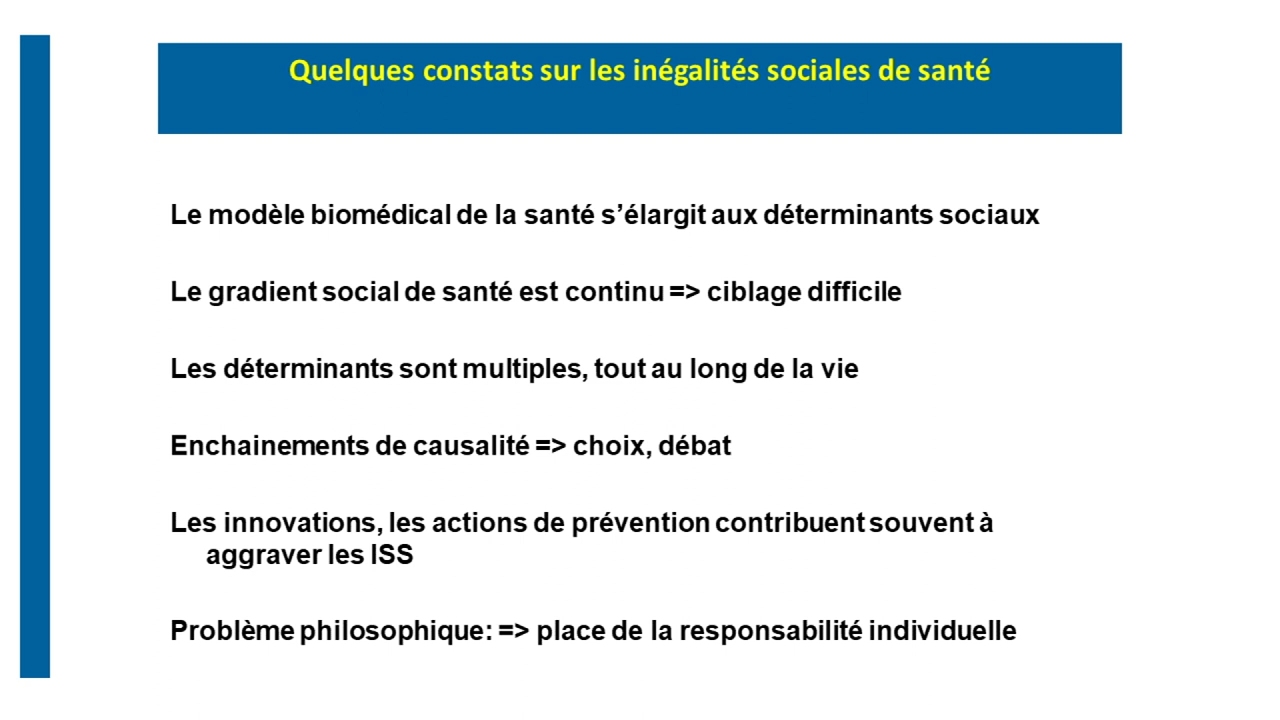 Quelques constats sur les inégalités sociales de santé
Le modèle biomédical de la santé s’élargit aux déterminants sociaux
Le gradient social de santé est continu => ciblage difficile
Les déterminants sont multiples, tout au long de la vie
Enchainements de causalité => choix, débat
Les innovations, les actions de prévention contribuent souvent à
aggraver les ISS
Problème philosophique: => place de la responsabilité individuelle